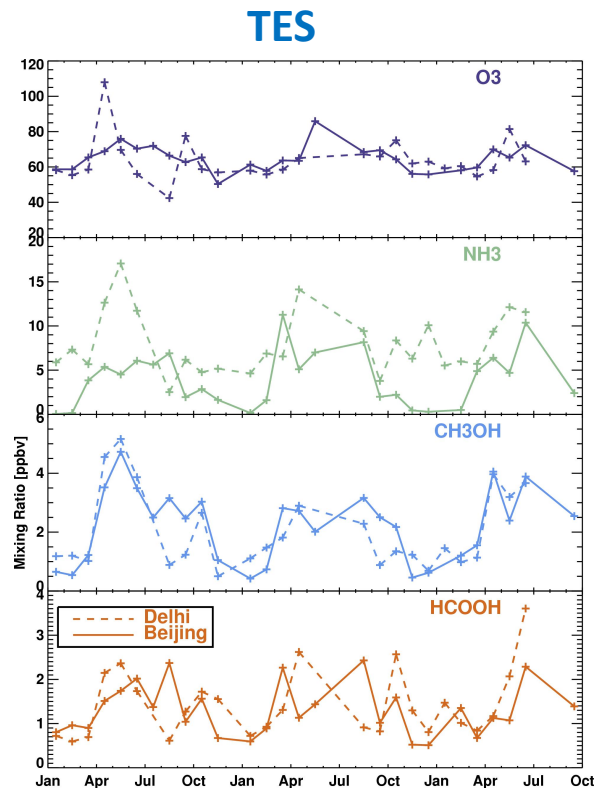 TES
120
O3
100
80
60
40
20
20
NH3
15
10
5
0
6
CH3OH
4
2
0
Mixing Ratio [ppbv]
4
HCOOH
Delhi
Beijing
3
2
1
0
Jan Apr Jul Oct Jan Apr Jul Oct Jan Apr Jul Oct